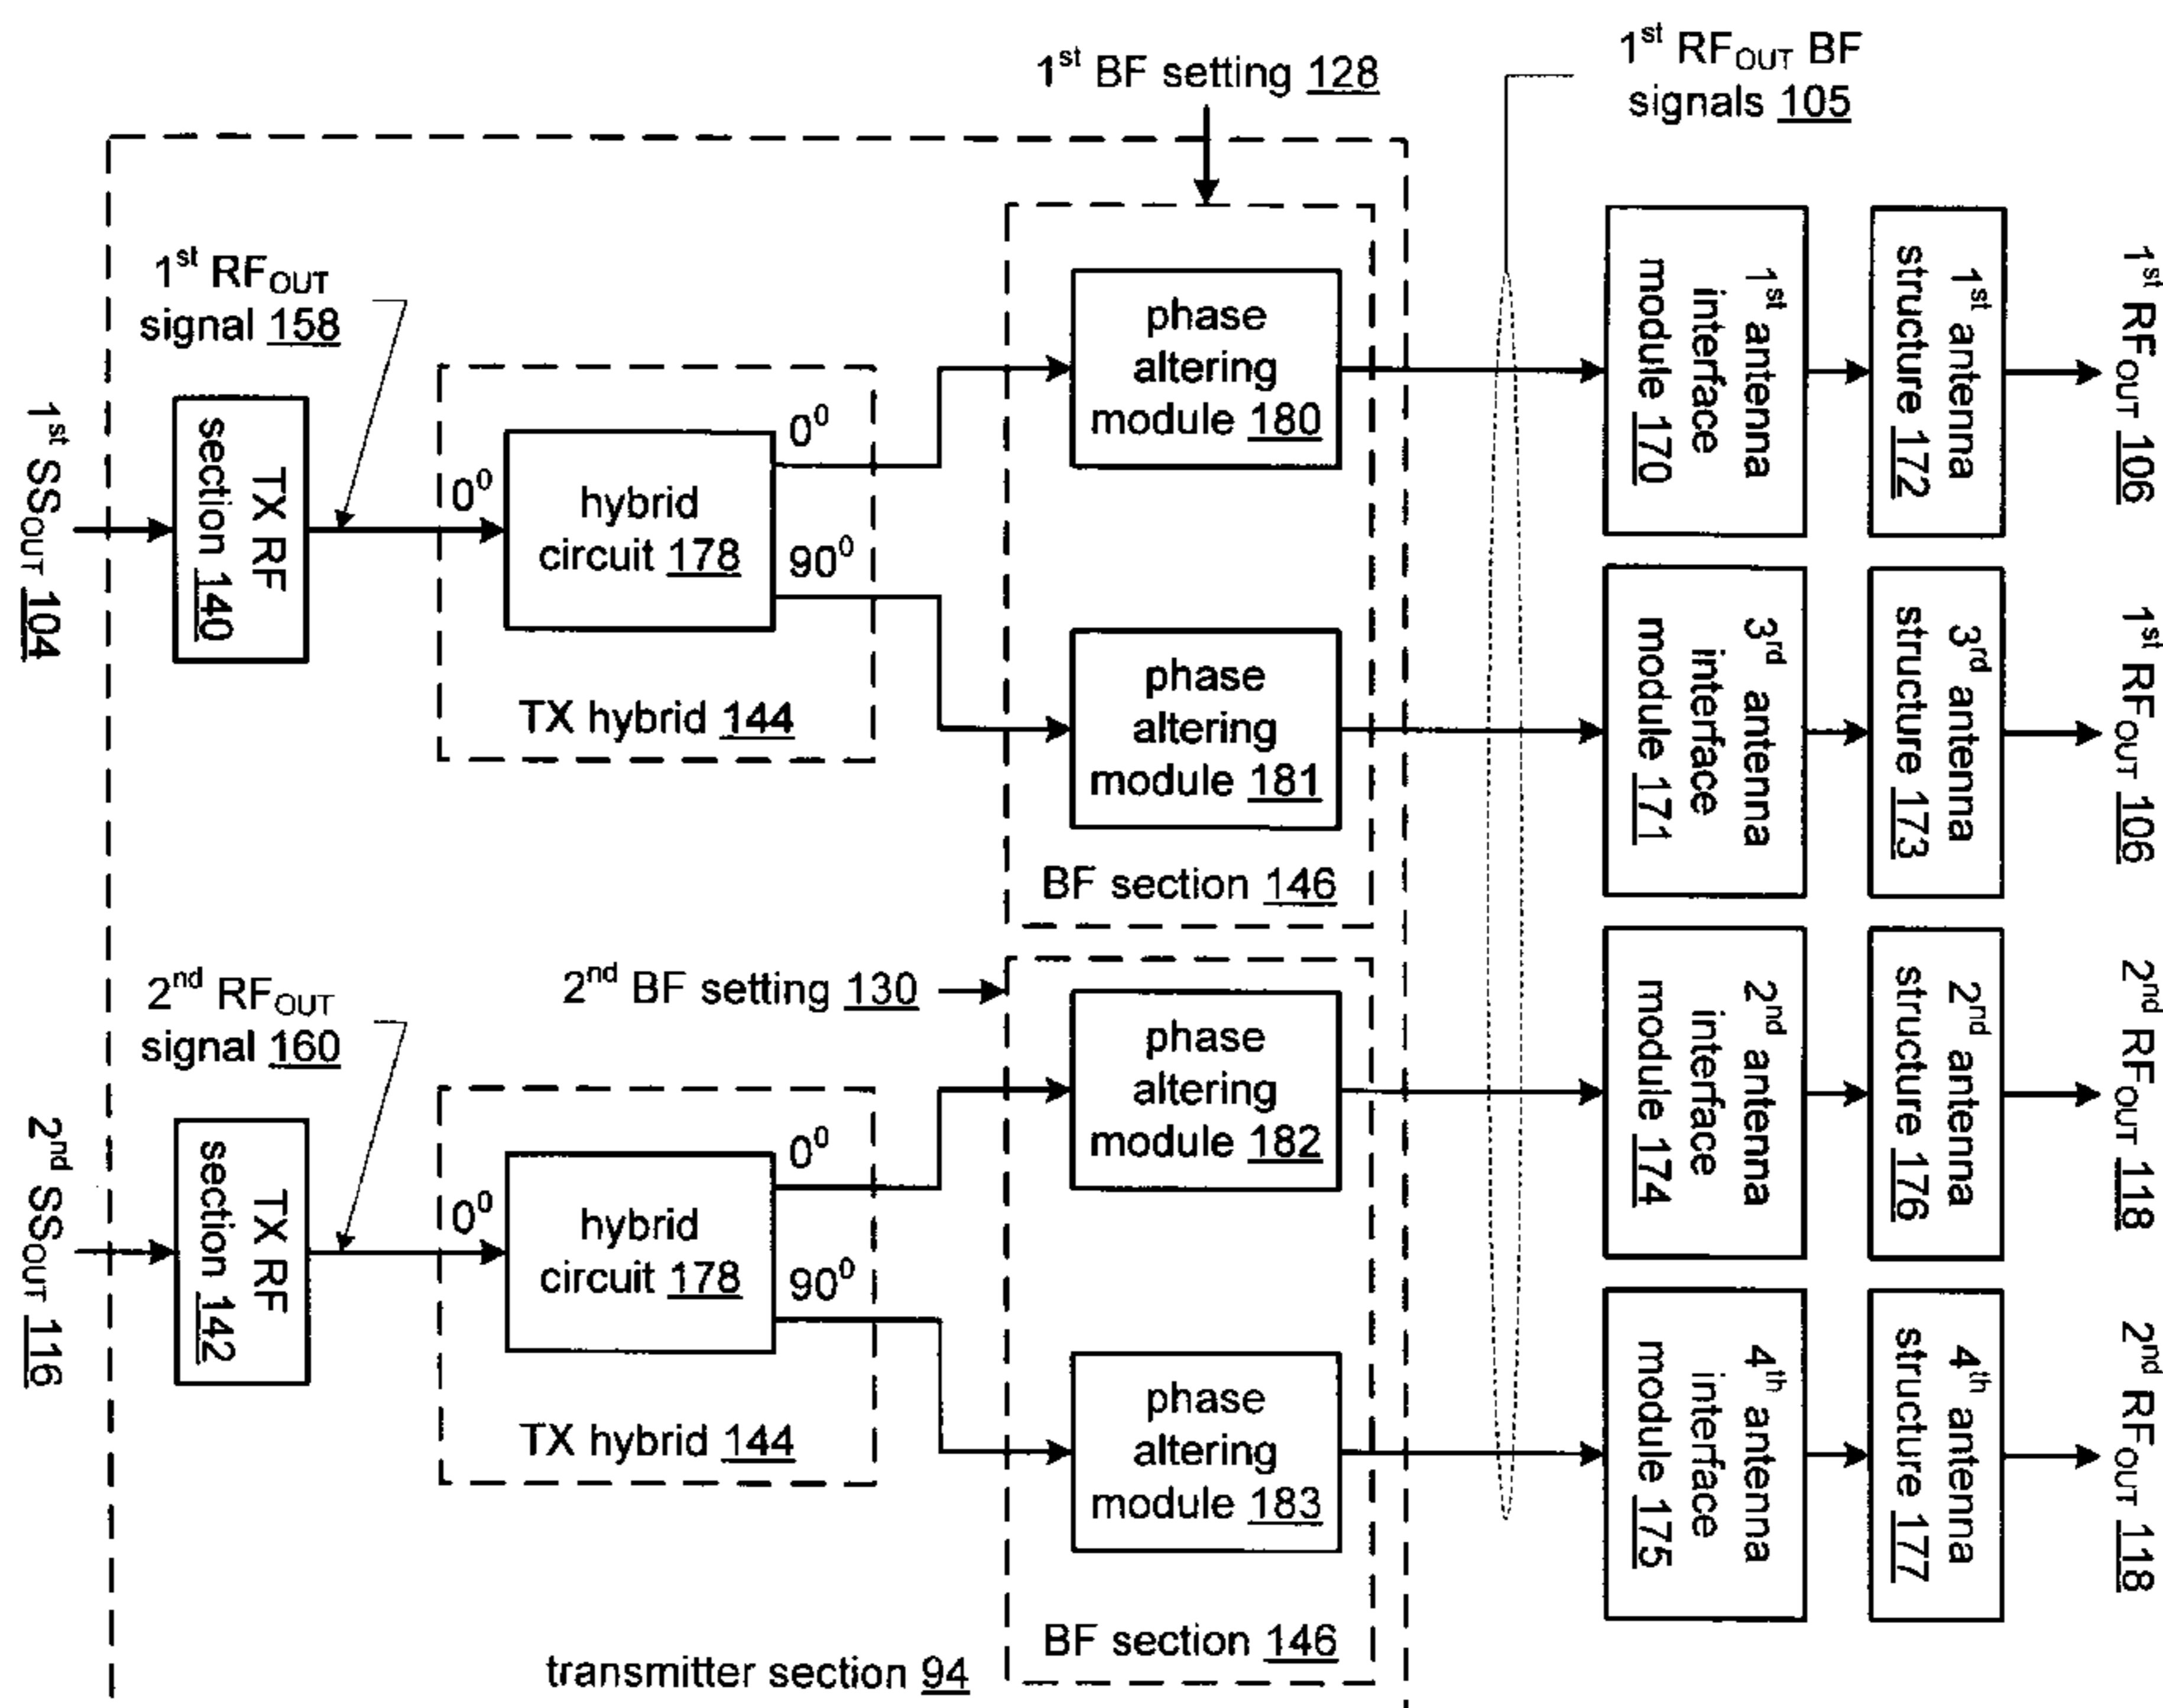 1st BF setting 128
1st RFOUT BF
signals 105
1st RFOUT
signal 158
1st SSOUT 104
TX RF
section 140
0⁰
hybrid
circuit 178
0⁰
90⁰
TX hybrid 144
phase
altering
module 180
phase
altering
module 181
BF section 146
1st antenna
interface
module 170
1st antenna
structure 172
1st RFOUT 106
3rd antenna
interface
module 171
3rd antenna
structure 173
1st RFOUT 106
2nd RFOUT
signal 160
2nd BF setting 130
2nd SSOUT 116
TX RF
section 142
0⁰
hybrid
circuit 178
0⁰
90⁰
TX hybrid 144
phase
altering
module 182
phase
altering
module 183
BF section 146
2nd antenna
interface
module 174
2nd antenna
structure 176
2nd RFOUT 118
4th antenna
interface
module 175
4th antenna
structure 177
2nd RFOUT 118
transmitter section 94